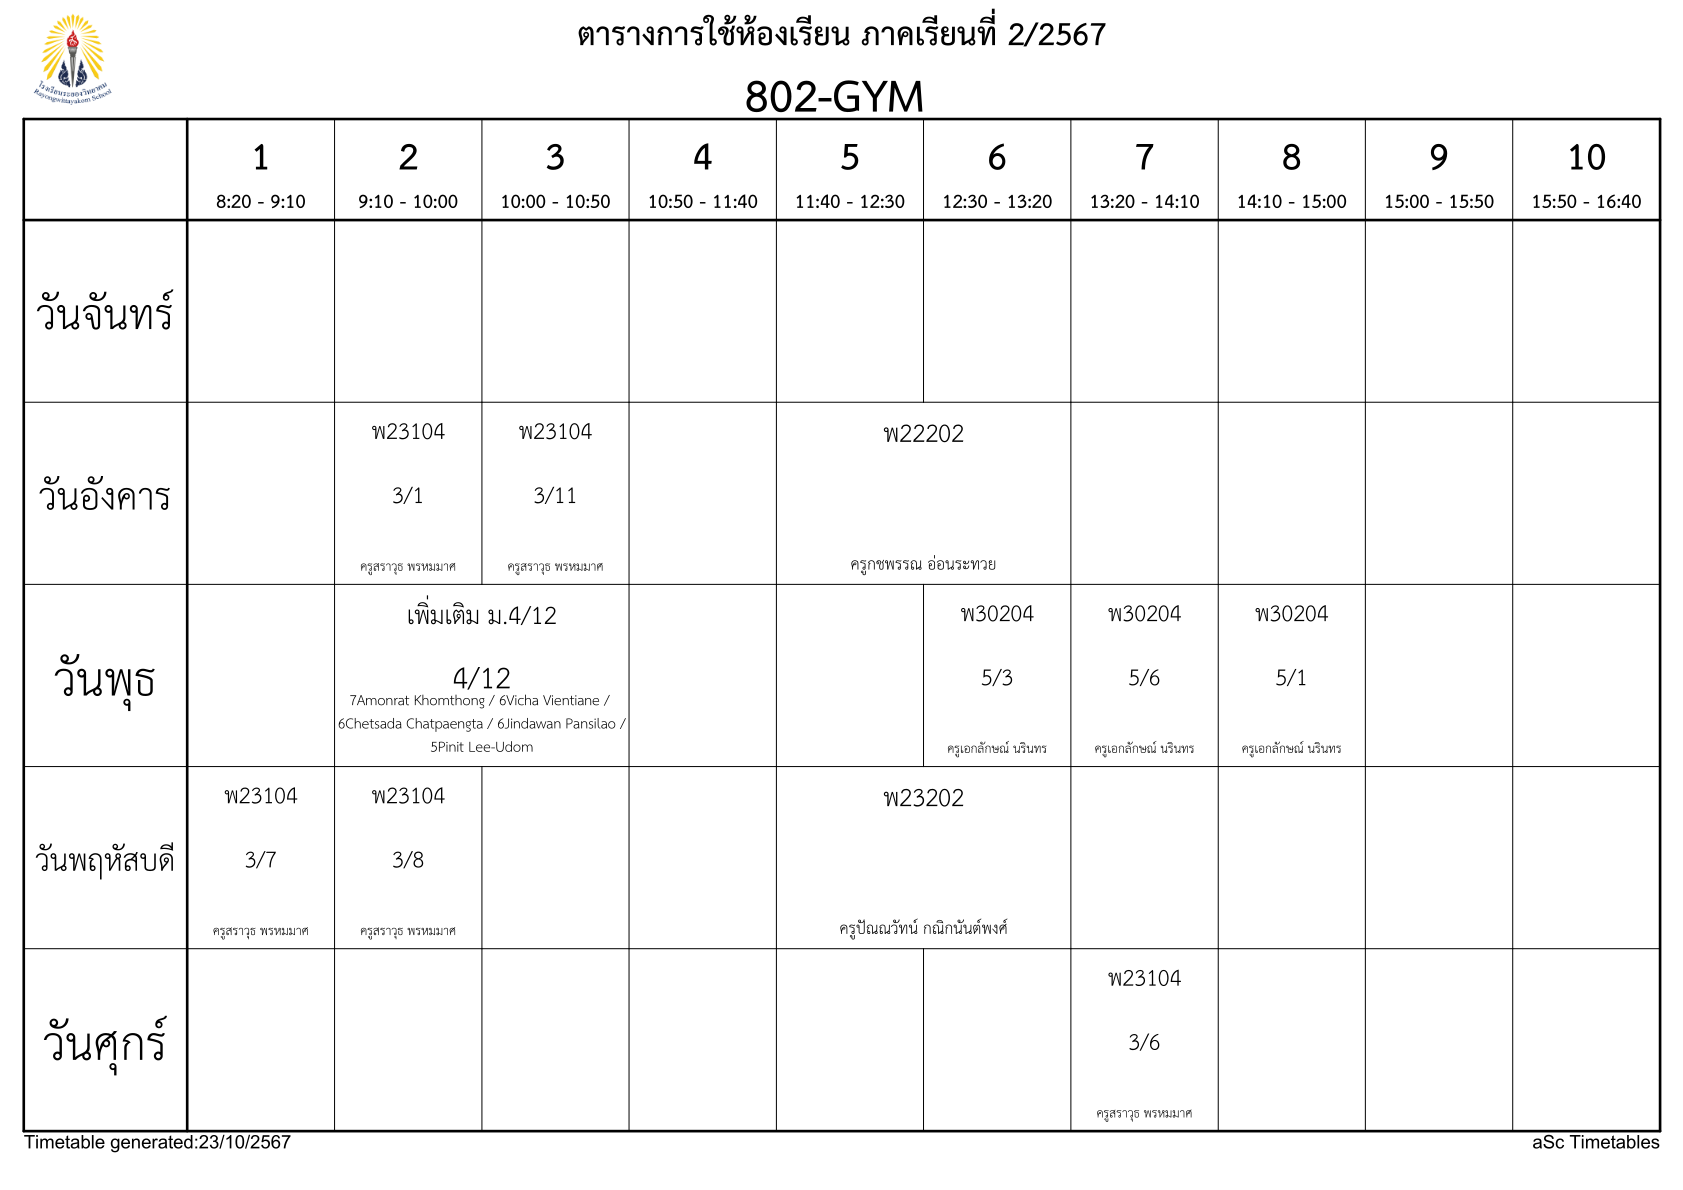 ตารางการใช้ห้องเรียน ภาคเรียนที่ 2/2567
โรงเรียนระยองวิทยาคม
Rayongwittayakom School
802-GYM
1 2 3 4 5 6 7 8 9 10
8:20 - 9:10 9:10 - 10:00 10:00 - 10:50 10:50 - 11:40 11:40 - 12:30 12:30 - 13:20 13:20 - 14:10 14:10 - 15:00 15:00 - 15:50 15:50 - 16:40
วันจันทร์
วันอังคาร
พ23104 พ23104 พ22202
3/1 3/11
ครูสราวุธ พรหมมาศ ครูสราวุธ พรหมมาศ ครูกชพรรณ อ่อนระทวย
วันพุธ
เพิ่มเติม ม.4/12 พ30204 พ30204 พ30204
4/12 5/3 5/6 5/1
7Amonrat Khomthong / 6Vicha Vientiane /
6Chetsada Chatpaengta / 6Jindawan Pansilao /
5Pinit Lee-Udom ครูเอกลักษณ์ นรินทร ครูเอกลักษณ์ นรินทร ครูเอกลักษณ์ นรินทร
วันพฤหัสบดี
พ23104 พ23104 พ23202
3/7 3/8
ครูสราวุธ พรหมมาศ ครูสราวุธ พรหมมาศ ครูปัณณวัทน์ กณิกนันต์พงศ์
วันศุกร์
พ23104
3/6
ครูสราวุธ พรหมมาศ
Timetable generated:23/10/2567 aSc Timetables